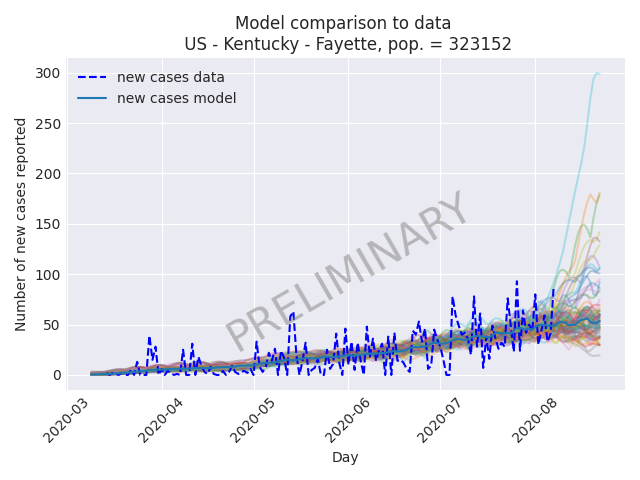 Model comparison to data
US - Kentucky - Fayette, pop. = 323152
300
250
200
150
100
50
0
Number of new cases reported
new cases data
new cases model
PRELIMINARY
2020-03
2020-04
2020-05
2020-06
2020-07
2020-08
Day